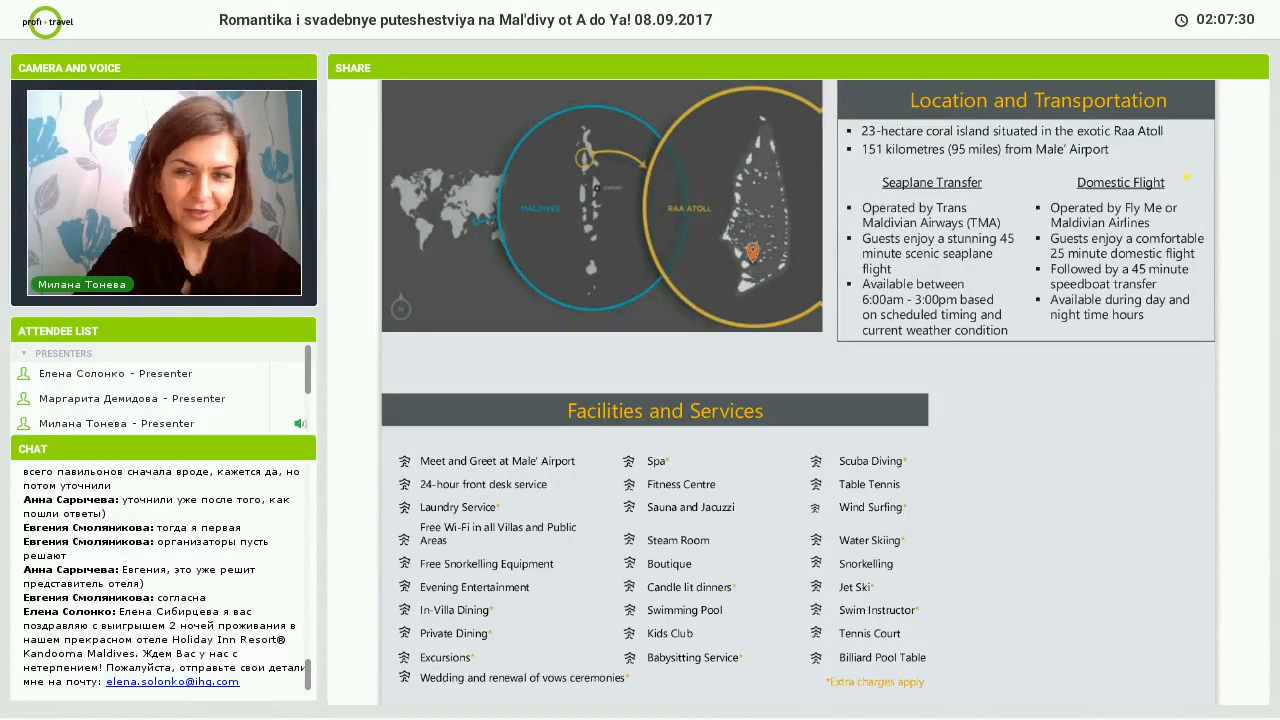 profi travel
Romantika i svadebnye puteshestviya na Mal'divy ot A do Ya! 08.09.2017
02:07:30
CAMERA AND VOICE
Милана Тонева
ATTENDEE LIST
PRESENTERS
Елена Солонко - Presenter
Маргарита Демидова - Presenter
Милана Тонева - Presenter
CHAT
всего павильонов сначала вроде, кажется да, но
потом уточнили
Анна Сарычева: уточнили уже после того, как
пошли ответы)
Евгения Смоляникова: тогда я первая
Евгения Смоляникова: организаторы пусть
решают
Анна Сарычева: Евгения, это уже решит
представитель отеля)
Евгения Смоляникова: согласна
Елена Солонко: Елена Сибирцева я вас
поздравляю с выигрышем 2 ночей проживания в
нашем прекрасном отеле Holiday Inn Resort®
Kandooma Maldives. Ждем Вас у нас с
нетерпением! Пожалуйста, отправьте свои детали
мне на почту: elena.solonko@ihg.com
SHARE
MALDIVES
RAA ATOLL
N
Location and Transportation
23-hectare coral island situated in the exotic Raa Atoll
151 kilometres (95 miles) from Male' Airport
Seaplane Transfer
Operated by Trans
Maldivian Airways (TMA)
Guests enjoy a stunning 45
minute scenic seaplane
flight
Available between
6:00am - 3:00pm based
on scheduled timing and
current weather condition
Domestic Flight
Operated by Fly Me or
Maldivian Airlines
Guests enjoy a comfortable
25 minute domestic flight
Followed by a 45 minute
speedboat transfer
Available during day and
night time hours
Facilities and Services
Meet and Greet at Male' Airport
24-hour front desk service
Laundry Service*
Free Wi-Fi in all Villas and Public
Areas
Free Snorkelling Equipment
Evening Entertainment
In-Villa Dining*
Private Dining*
Excursions*
Wedding and renewal of vows ceremonies*
Spa*
Fitness Centre
Sauna and Jacuzzi
Steam Room
Boutique
Candle lit dinners*
Swimming Pool
Kids Club
Babysitting Service*
Scuba Diving*
Table Tennis
Wind Surfing*
Water Skiing*
Snorkelling
Jet Ski*
Swim Instructor*
Tennis Court
Billiard Pool Table
*Extra charges apply